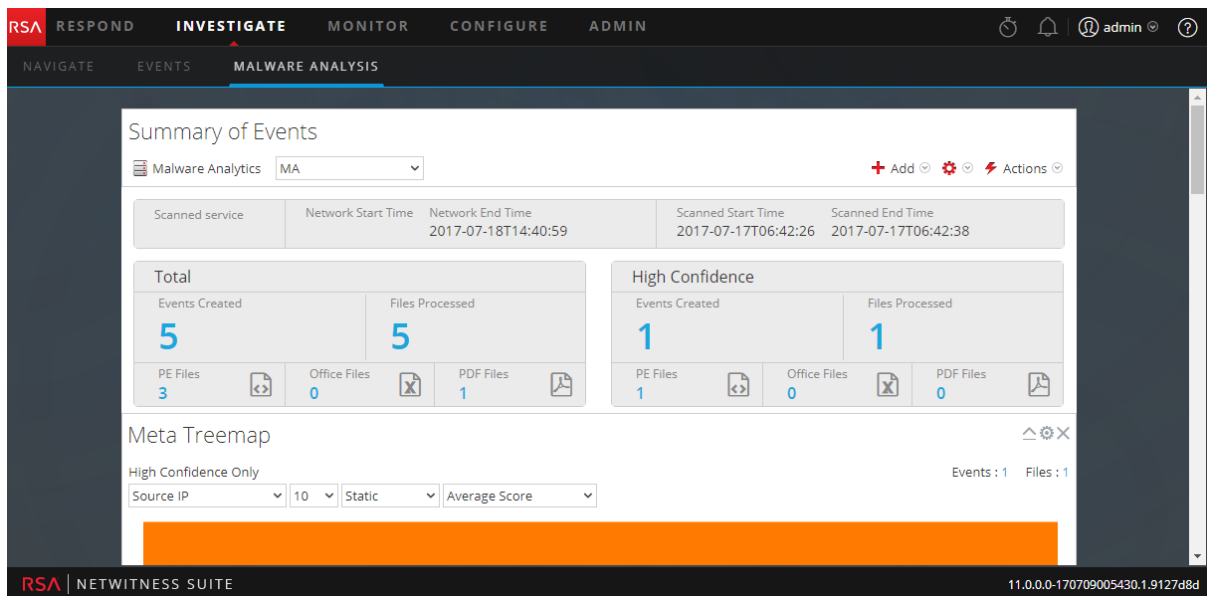 RSA RESPOND INVESTIGATE MONITOR CONFIGURE ADMIN admin ?
NAVIGATE EVENTS MALWARE ANALYSIS
Summary of Events
Malware Analytics MA Add Actions
Scanned service Network Start Time Network End Time Scanned Start Time Scanned End Time
2017-07-18T14:40:59 2017-07-17T06:42:26 2017-07-17T06:42:38
Total High Confidence
Events Created Files Processed Events Created Files Processed
5 5 1 1
PE Files Office Files PDF Files PE Files Office Files PDF Files
3 0 1 1 0 0
Meta Treemap
High Confidence Only Events : 1 Files : 1
Source IP 10 Static Average Score
RSA NETWITNESS SUITE 11.0.0.0-170709005430.1.9127d8d